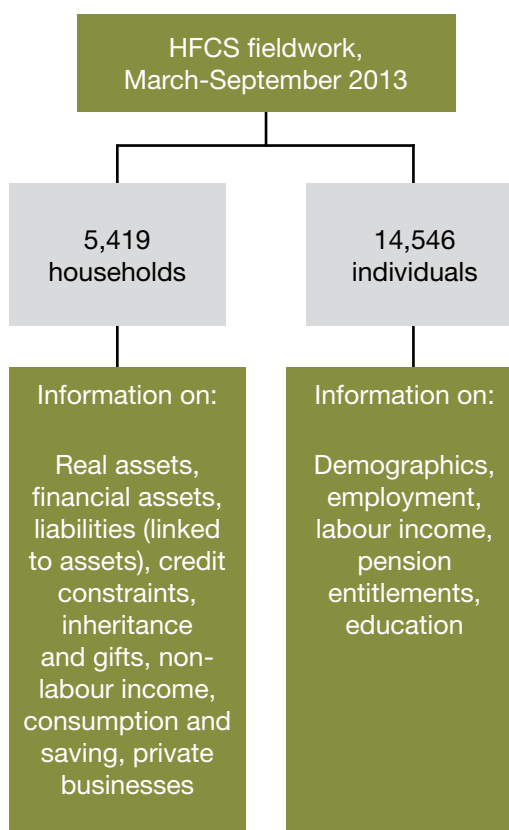 HFCS fieldwork,
March-September 2013
5,419
households
14,546
individuals
Information on:
Real assets,
financial assets,
liabilities (linked
to assets), credit
constraints,
inheritance
and gifts, non-
labour income,
consumption and
saving, private
businesses
Information on:
Demographics,
employment,
labour income,
pension
entitlements,
education